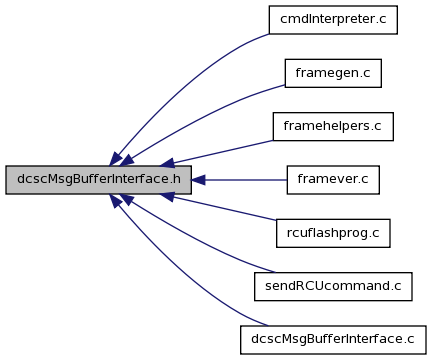 cmdInterpreter.c
framegen.c
framehelpers.c
dcscMsgBufferInterface.h
framever.c
rcuflashprog.c
sendRCUcommand.c
dcscMsgBufferInterface.c